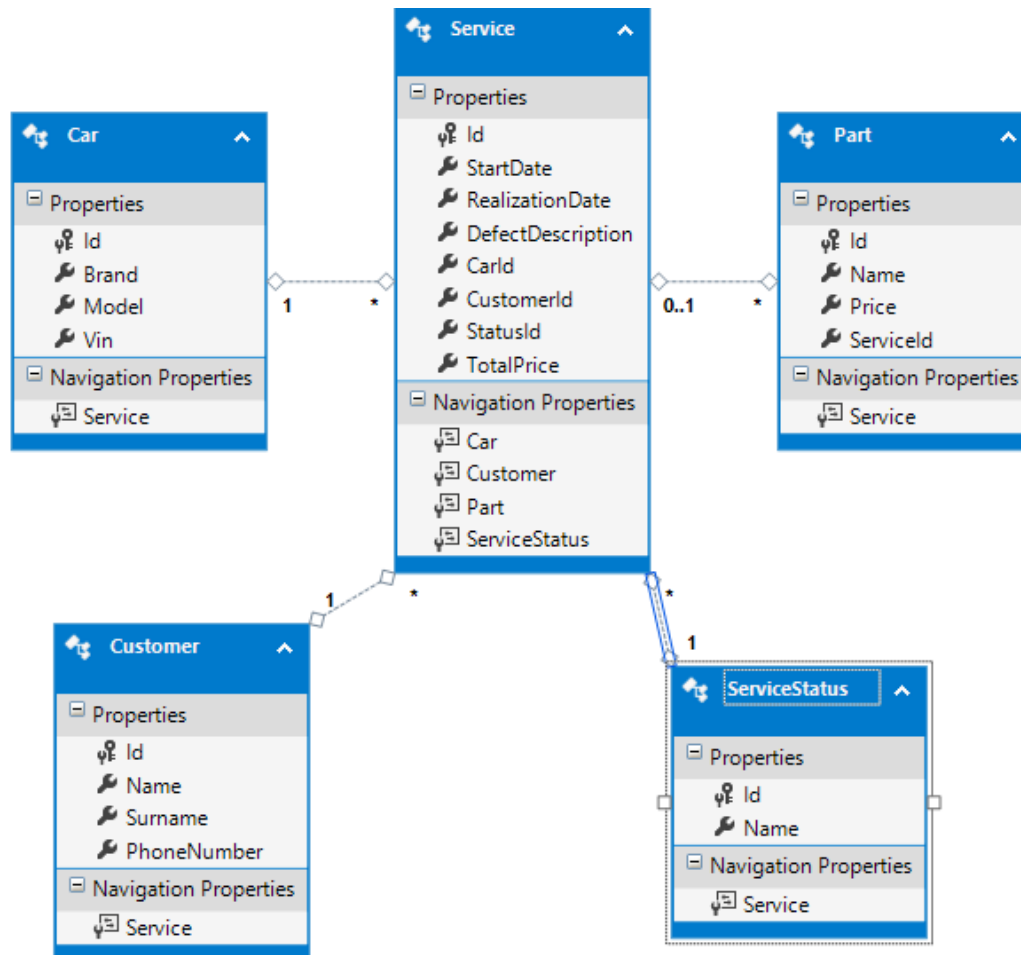 Service
Properties
Id
StartDate
RealizationDate
DefectDescription
CarId
CustomerId
StatusId
TotalPrice
Navigation Properties
Car
Customer
Part
ServiceStatus
Car
Properties
Id
Brand
Model
Vin
Navigation Properties
Service
1 *
Part
Properties
Id
Name
Price
ServiceId
Navigation Properties
Service
0..1 *
1 *
Customer
Properties
Id
Name
Surname
PhoneNumber
Navigation Properties
Service
*
1
ServiceStatus
Properties
Id
Name
Navigation Properties
Service